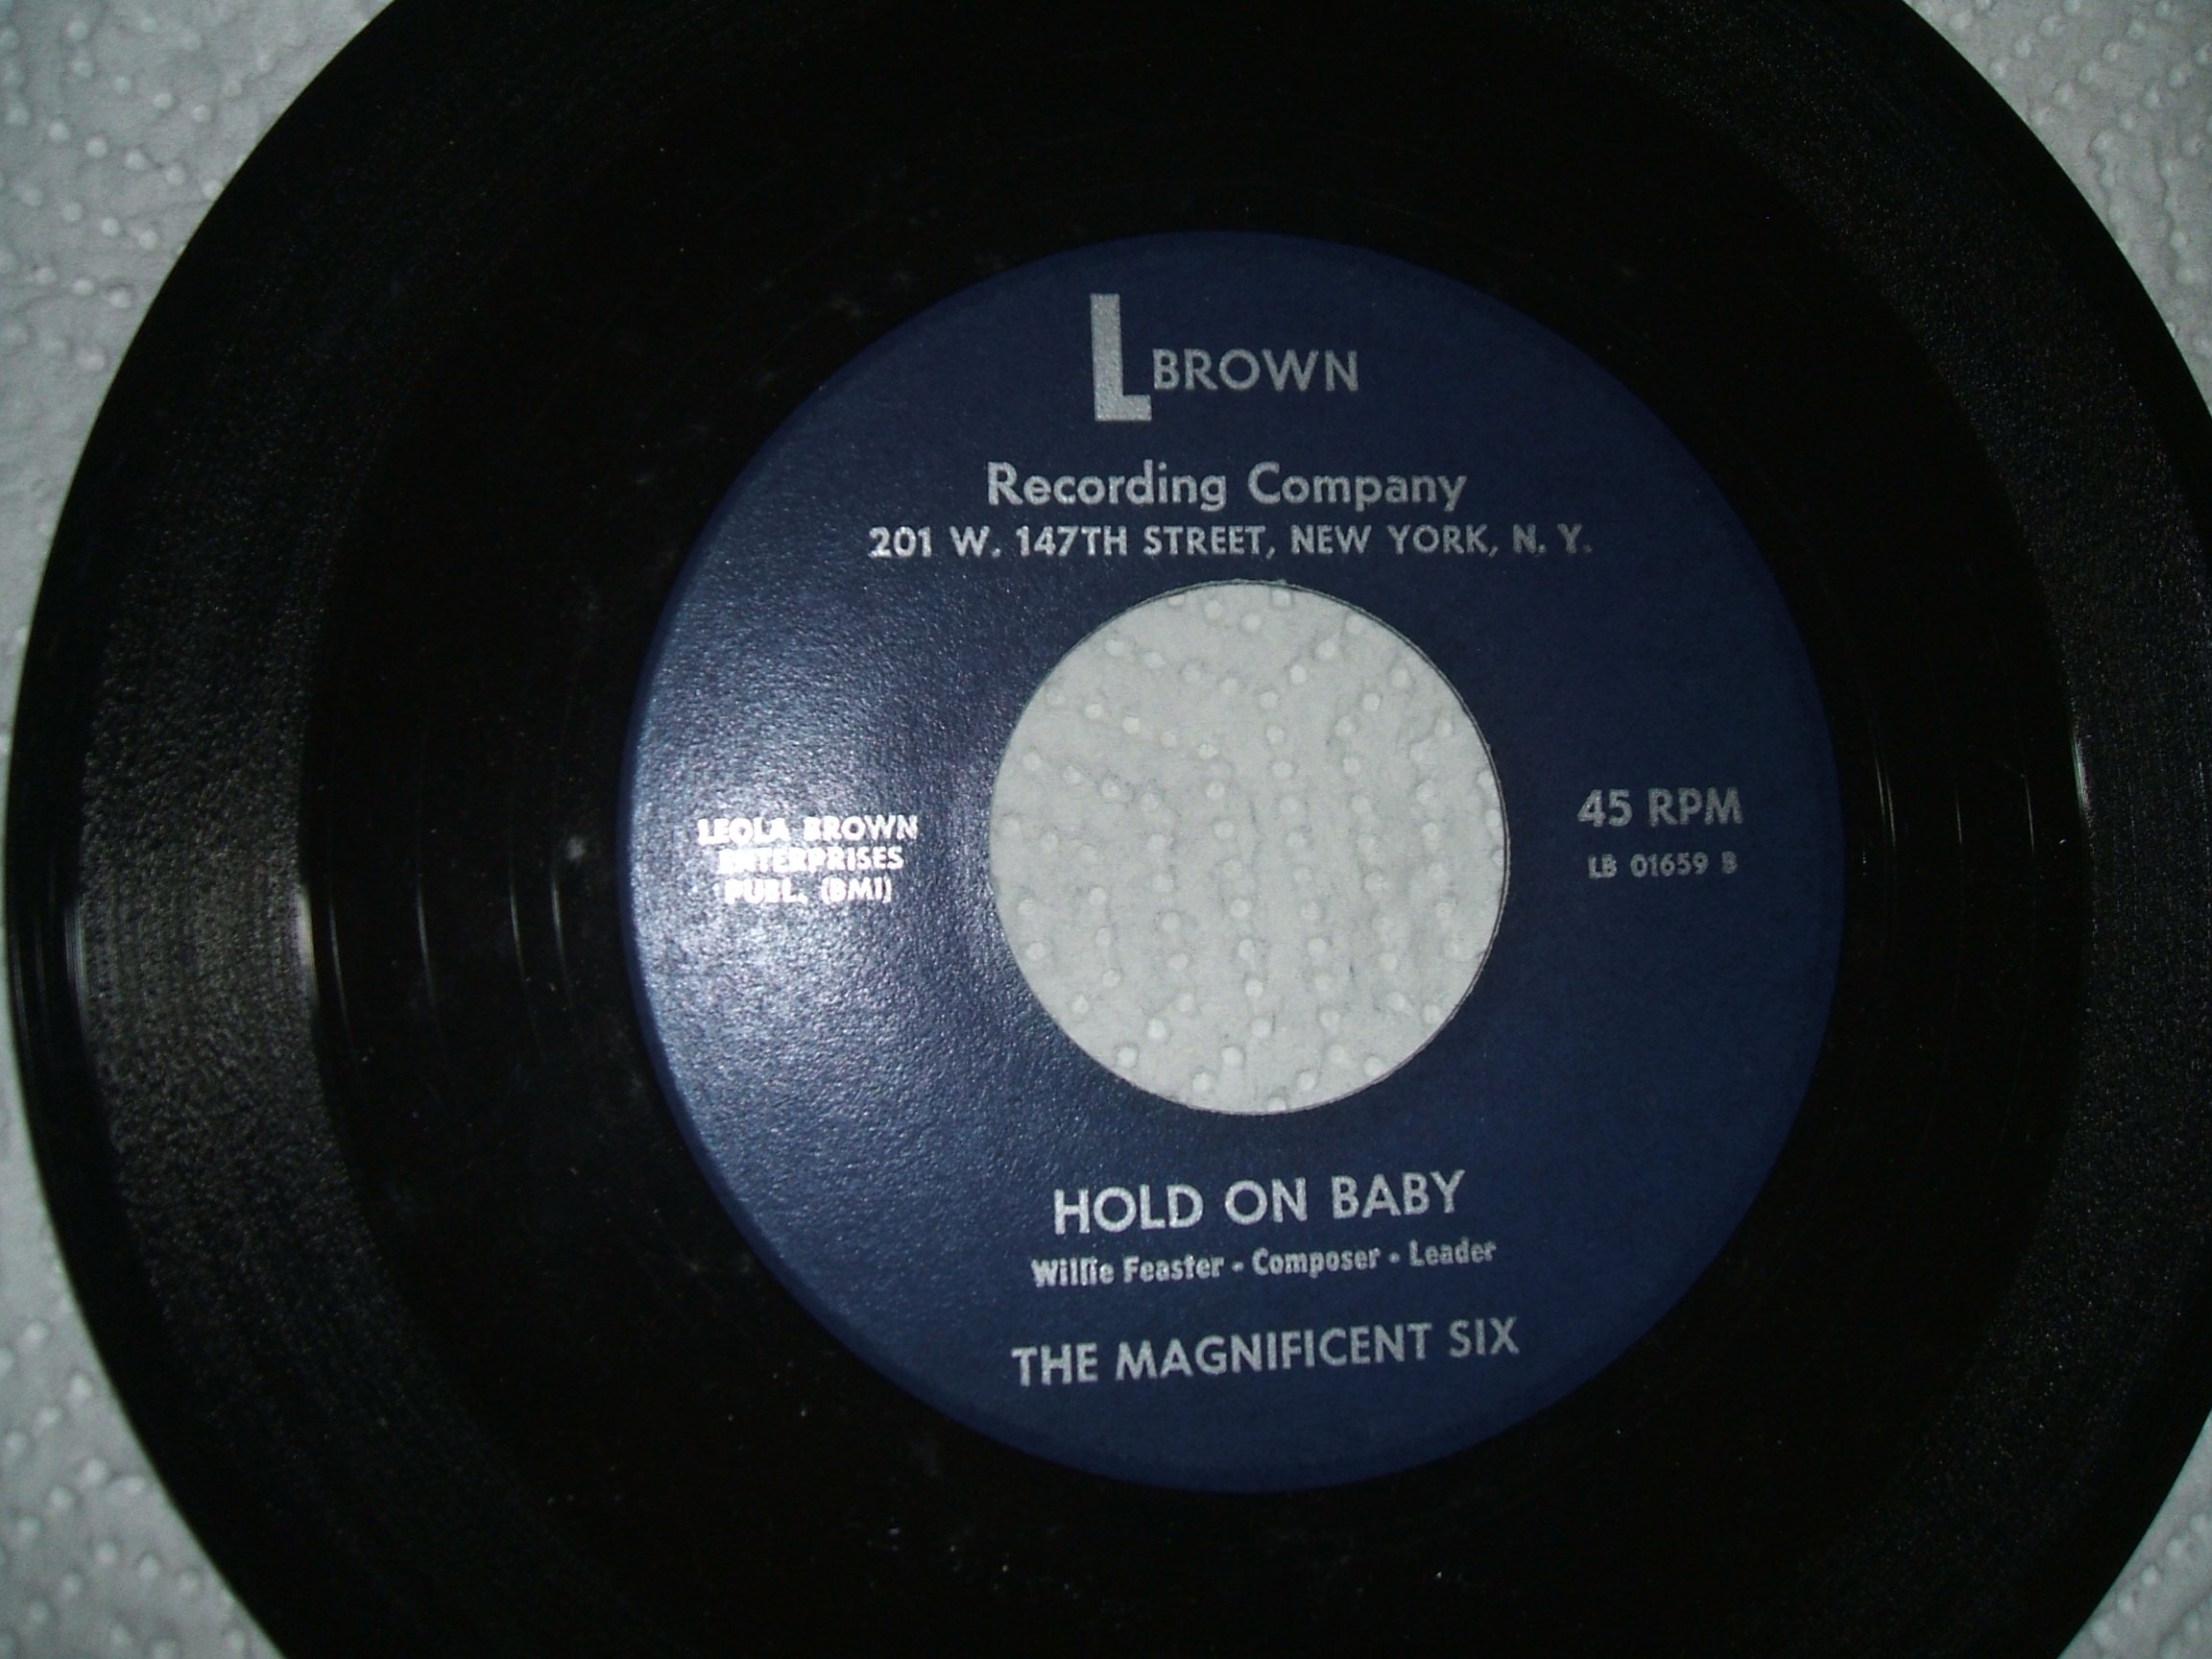 L BROWN
Recording Company
201 W. 147TH STREET, NEW YORK, N. Y.
LEOLA BROWN
ENTERPRISES
PUBL. (BMI)
45 RPM
LB 01659 B
HOLD ON BABY
Willie Feaster - Composer - Leader
THE MAGNIFICENT SIX